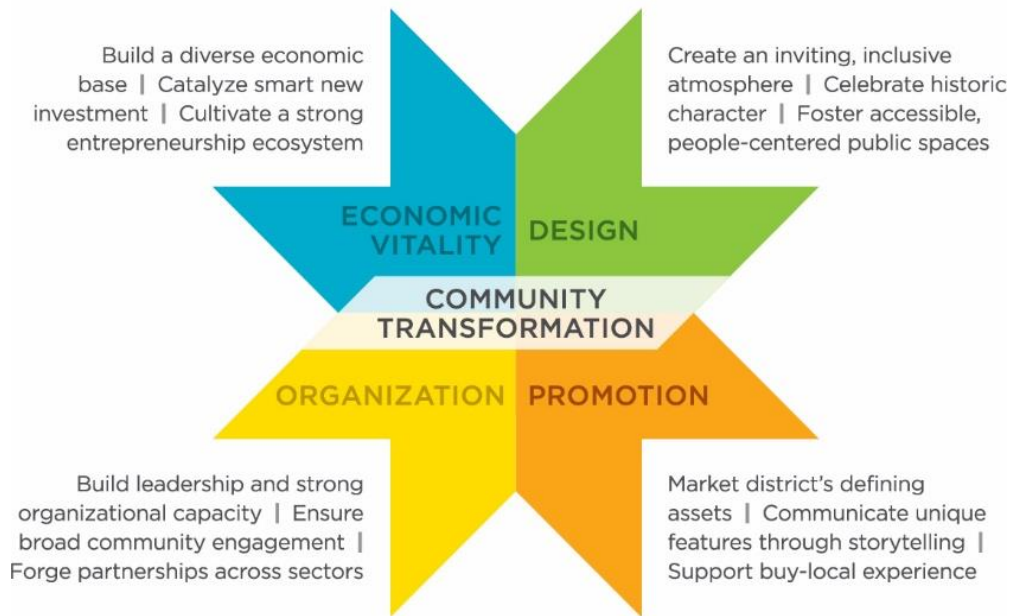 Build a diverse economic
base | Catalyze smart new
investment | Cultivate a strong
entrepreneurship ecosystem
Create an inviting, inclusive
atmosphere | Celebrate historic
character | Foster accessible,
people-centered public spaces
ECONOMIC
VITALITY
DESIGN
COMMUNITY
TRANSFORMATION
ORGANIZATION
PROMOTION
Build leadership and strong
organizational capacity | Ensure
broad community engagement |
Forge partnerships across sectors
Market district's defining
assets | Communicate unique
features through storytelling |
Support buy-local experience